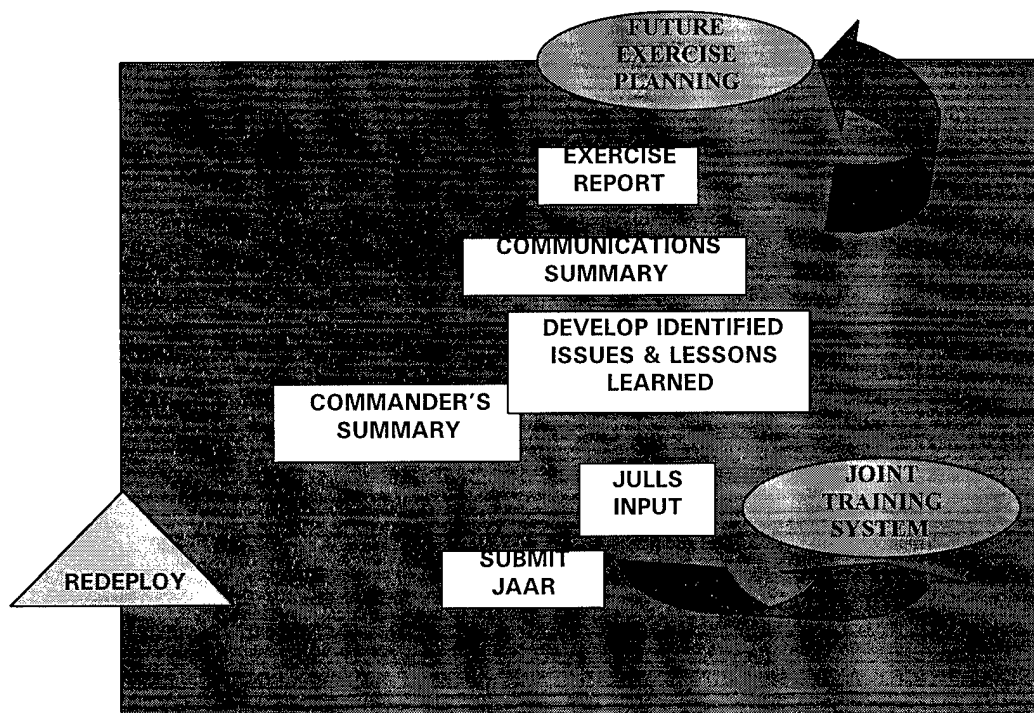 FUTURE
EXERCISE
PLANNING
EXERCISE
REPORT
COMMUNICATIONS
SUMMARY
DEVELOP IDENTIFIED
ISSUES & LESSONS
LEARNED
COMMANDER'S
SUMMARY
JULLS
INPUT
JOINT
TRAINING
SYSTEM
SUBMIT
JAAR
REDEPLOY